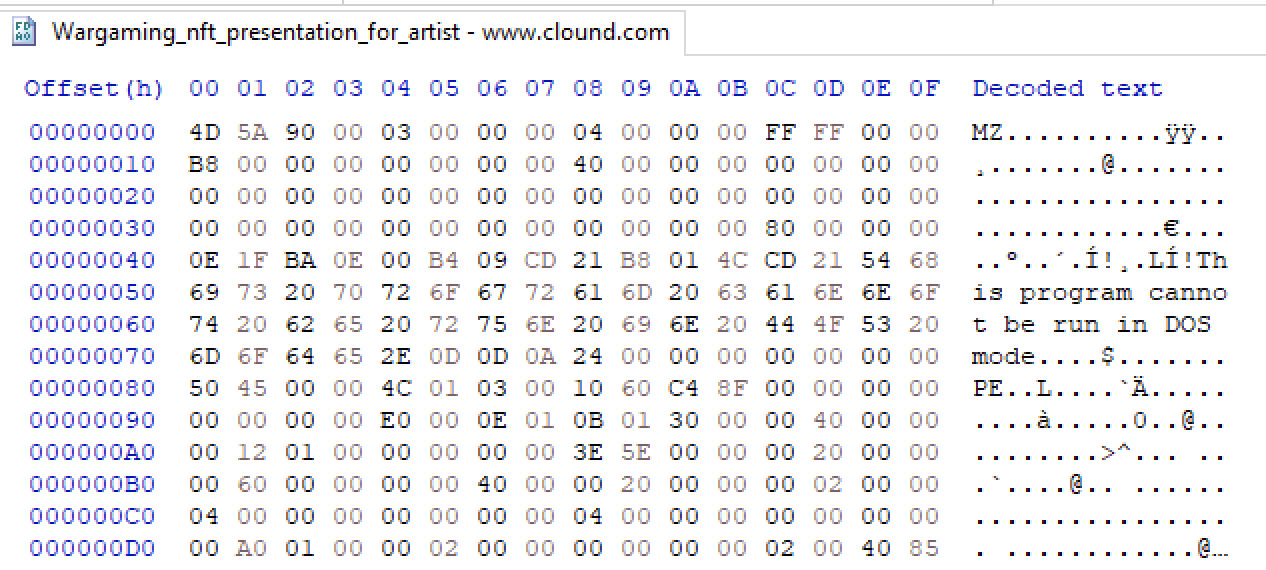 FD AO Wargaming_nft_presentation_for_artist - www.clound.com
Offset(h) 00 01 02 03 04 05 06 07 08 09 0A 0B 0C 0D 0E 0F Decoded text
00000000 4D 5A 90 00 03 00 00 00 04 00 00 00 FF FF 00 00 MZ..........ÿÿ..
00000010 B8 00 00 00 00 00 00 00 40 00 00 00 00 00 00 00 ¸.......@.......
00000020 00 00 00 00 00 00 00 00 00 00 00 00 00 00 00 00 ................
00000030 00 00 00 00 00 00 00 00 00 00 00 00 80 00 00 00 ............€...
00000040 0E 1F BA 0E 00 B4 09 CD 21 B8 01 4C CD 21 54 68 ..º..´.Í!¸.LÍ!Th
00000050 69 73 20 70 72 6F 67 72 61 6D 20 63 61 6E 6E 6F is program canno
00000060 74 20 62 65 20 72 75 6E 20 69 6E 20 44 4F 53 20 t be run in DOS
00000070 6D 6F 64 65 2E 0D 0D 0A 24 00 00 00 00 00 00 00 mode....$.......
00000080 50 45 00 00 4C 01 03 00 10 60 C4 8F 00 00 00 00 PE..L....`Ä.....
00000090 00 00 00 00 E0 00 0E 01 0B 01 30 00 00 40 00 00 ....à.....0..@..
000000A0 00 12 01 00 00 00 00 00 3E 5E 00 00 00 20 00 00 ........>^... ..
000000B0 00 60 00 00 00 00 40 00 00 20 00 00 00 02 00 00 .`....@.. ......
000000C0 04 00 00 00 00 00 00 00 04 00 00 00 00 00 00 00 ................
000000D0 00 A0 01 00 00 02 00 00 00 00 00 00 02 00 40 85 . ............@…